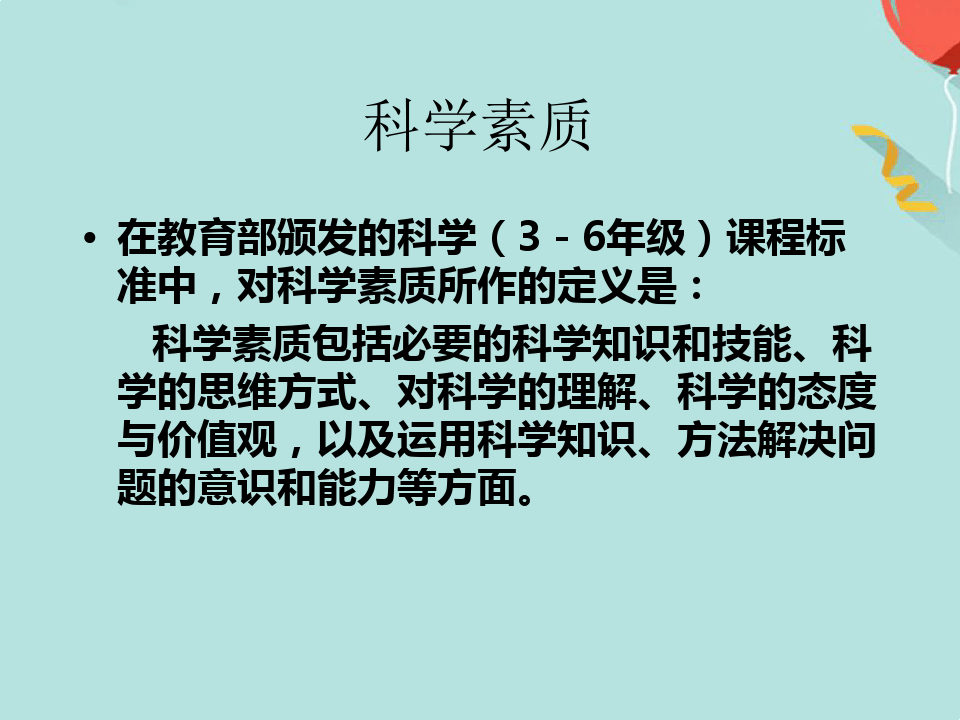 科学素质
• 在教育部颁发的科学（3－6年级）课程标
准中，对科学素质所作的定义是：
科学素质包括必要的科学知识和技能、科
学的思维方式、对科学的理解、科学的态度
与价值观，以及运用科学知识、方法解决问
题的意识和能力等方面。